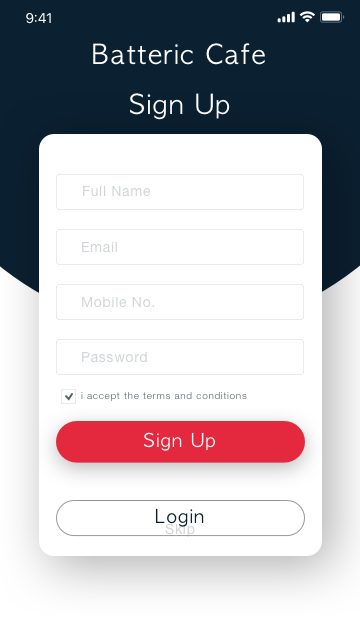 9:41
Batteric Cafe
Sign Up
Full Name
Email
Mobile No.
Password
i accept the terms and conditions
Sign Up
Login
Skip